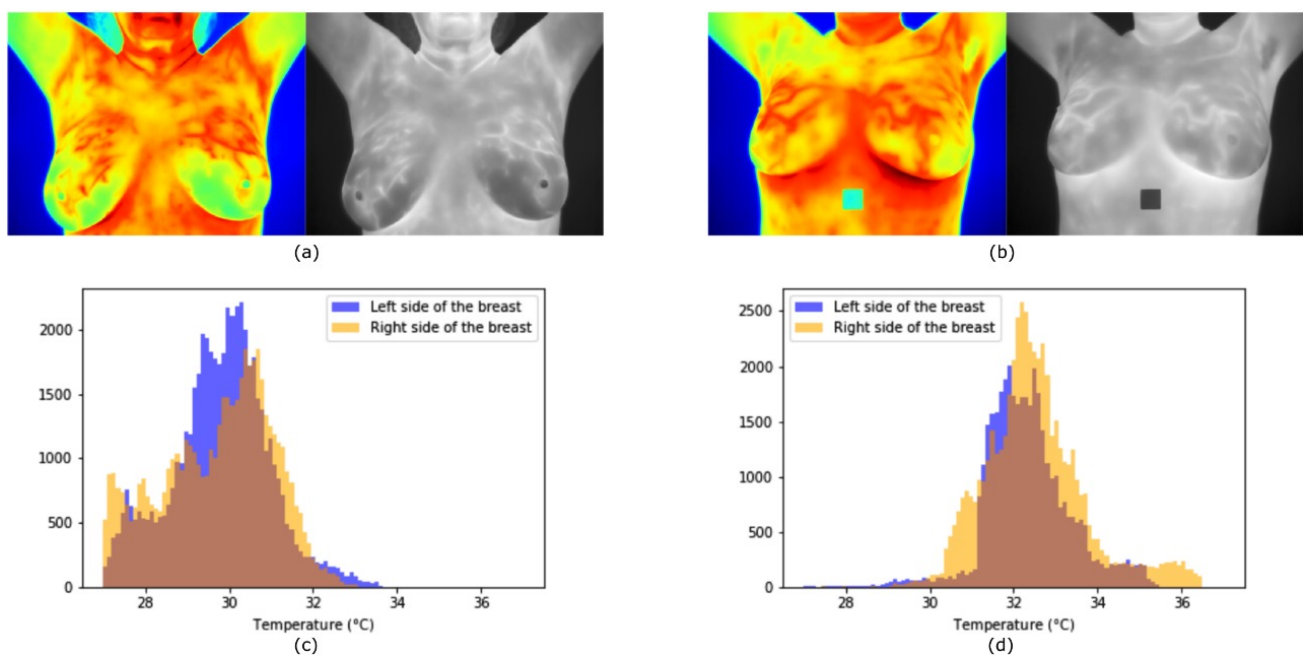 (a)
(b)
Left side of the breast
Right side of the breast
2000
1500
1000
500
0
28
30
32
34
36
Temperature (°C)
(c)
Left side of the breast
Right side of the breast
2500
2000
1500
1000
500
0
28
30
32
34
36
Temperature (°C)
(d)